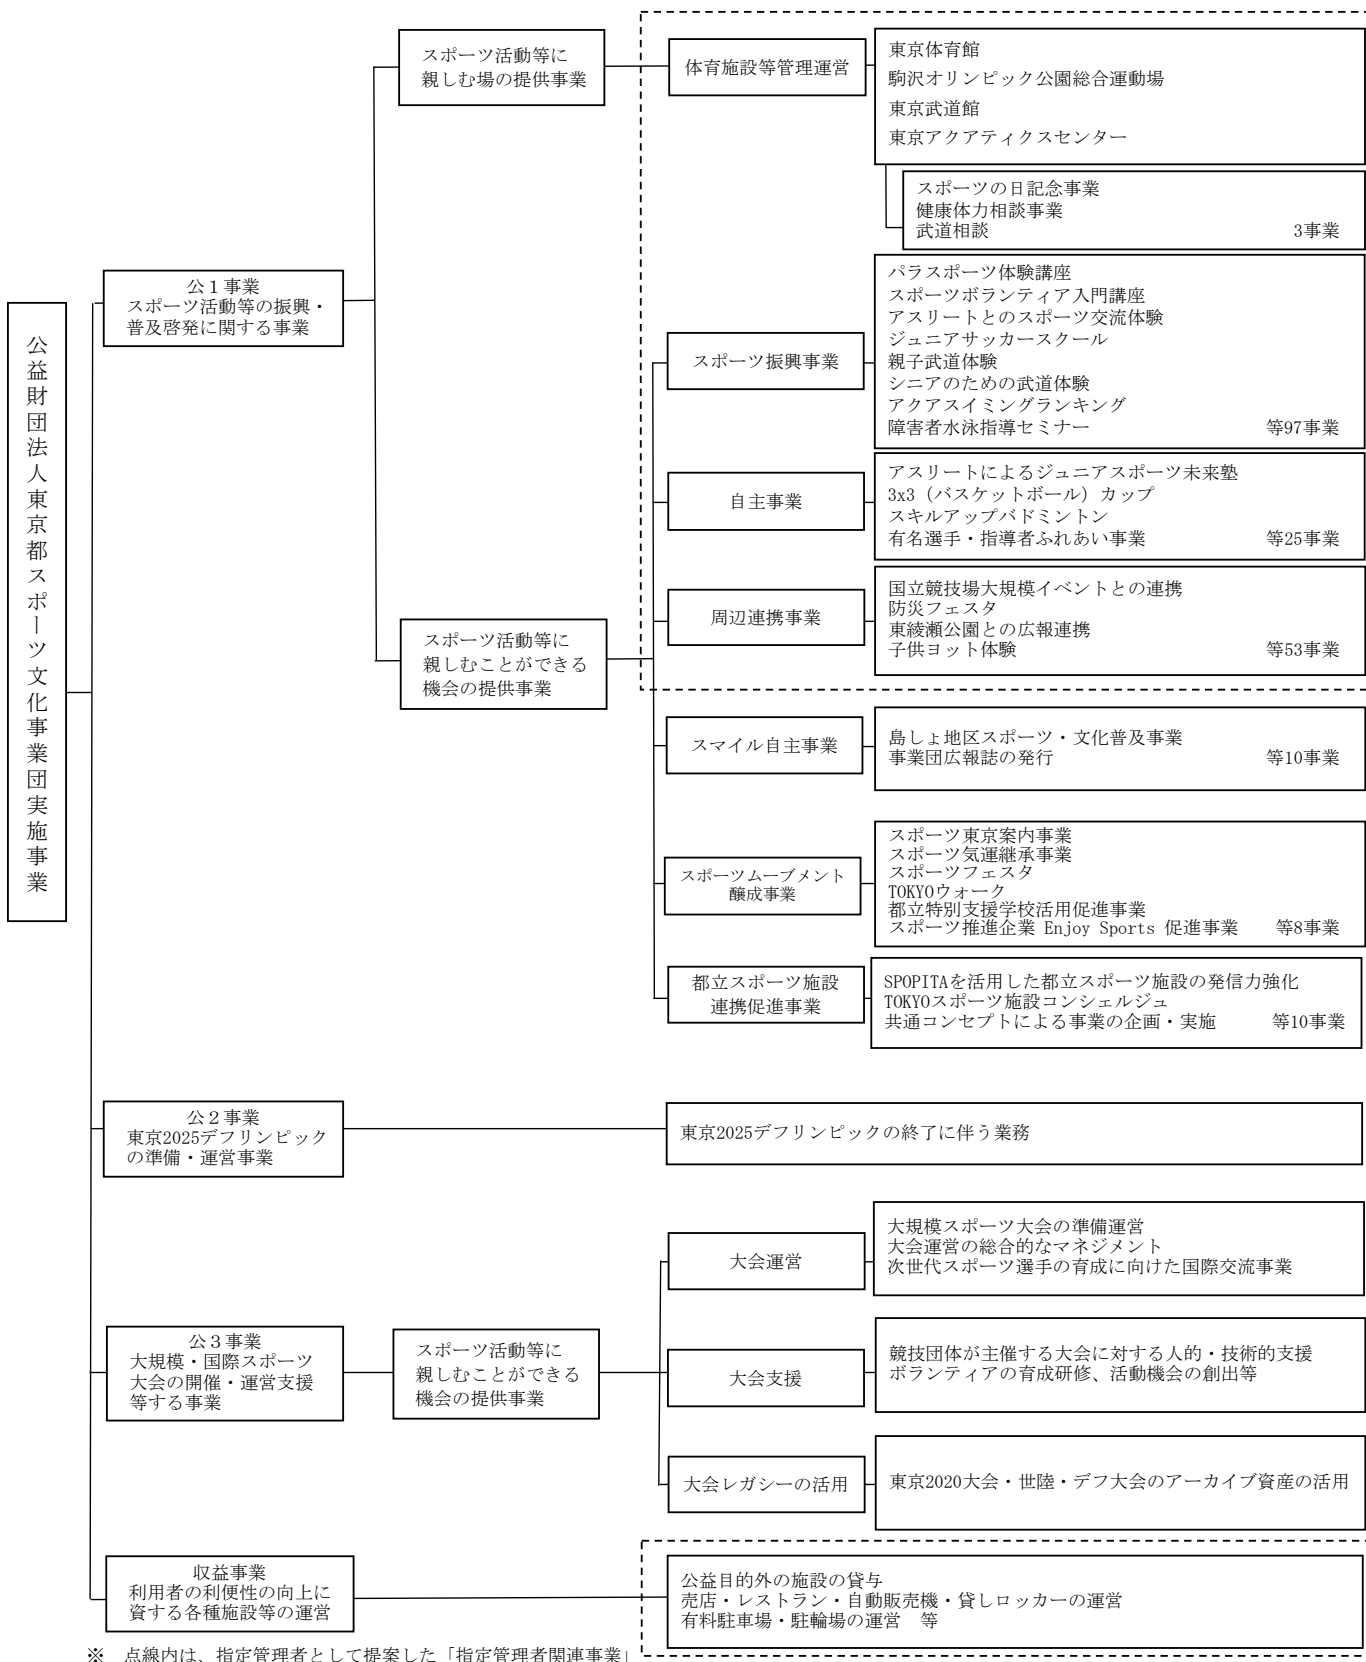 公益財団法人東京都スポーツ文化事業団実施事業
公１事業
スポーツ活動等の振興・
普及啓発に関する事業
スポーツ活動等に
親しむ場の提供事業
体育施設等管理運営
東京体育館
駒沢オリンピック公園総合運動場
東京武道館
東京アクアティクスセンター
スポーツの日記念事業
健康体力相談事業
武道相談 3事業
スポーツ活動等に
親しむことができる
機会の提供事業
スポーツ振興事業
パラスポーツ体験講座
スポーツボランティア入門講座
アスリートとのスポーツ交流体験
ジュニアサッカースクール
親子武道体験
シニアのための武道体験
アクアスイミングランキング
障害者水泳指導セミナー 等97事業
自主事業
アスリートによるジュニアスポーツ未来塾
3x3（バスケットボール）カップ
スキルアップバドミントン
有名選手・指導者ふれあい事業 等25事業
周辺連携事業
国立競技場大規模イベントとの連携
防災フェスタ
東綾瀬公園との広報連携
子供ヨット体験 等53事業
スマイル自主事業
島しょ地区スポーツ・文化普及事業
事業団広報誌の発行 等10事業
スポーツムーブメント
醸成事業
スポーツ東京案内事業
スポーツ気運継承事業
スポーツフェスタ
TOKYOウォーク
都立特別支援学校活用促進事業
スポーツ推進企業 Enjoy Sports 促進事業 等8事業
都立スポーツ施設
連携促進事業
SPOPITAを活用した都立スポーツ施設の発信力強化
TOKYOスポーツ施設コンシェルジュ
共通コンセプトによる事業の企画・実施 等10事業
公２事業
東京2025デフリンピック
の準備・運営事業
東京2025デフリンピックの終了に伴う業務
公３事業
大規模・国際スポーツ
大会の開催・運営支援
等する事業
スポーツ活動等に
親しむことができる
機会の提供事業
大会運営
大規模スポーツ大会の準備運営
大会運営の総合的なマネジメント
次世代スポーツ選手の育成に向けた国際交流事業
大会支援
競技団体が主催する大会に対する人的・技術的支援
ボランティアの育成研修、活動機会の創出等
大会レガシーの活用
東京2020大会・世陸・デフ大会のアーカイブ資産の活用
収益事業
利用者の利便性の向上に
資する各種施設等の運営
公益目的外の施設の貸与
売店・レストラン・自動販売機・貸しロッカーの運営
有料駐車場・駐輪場の運営　等
※　点線内は、指定管理者として提案した「指定管理者関連事業」